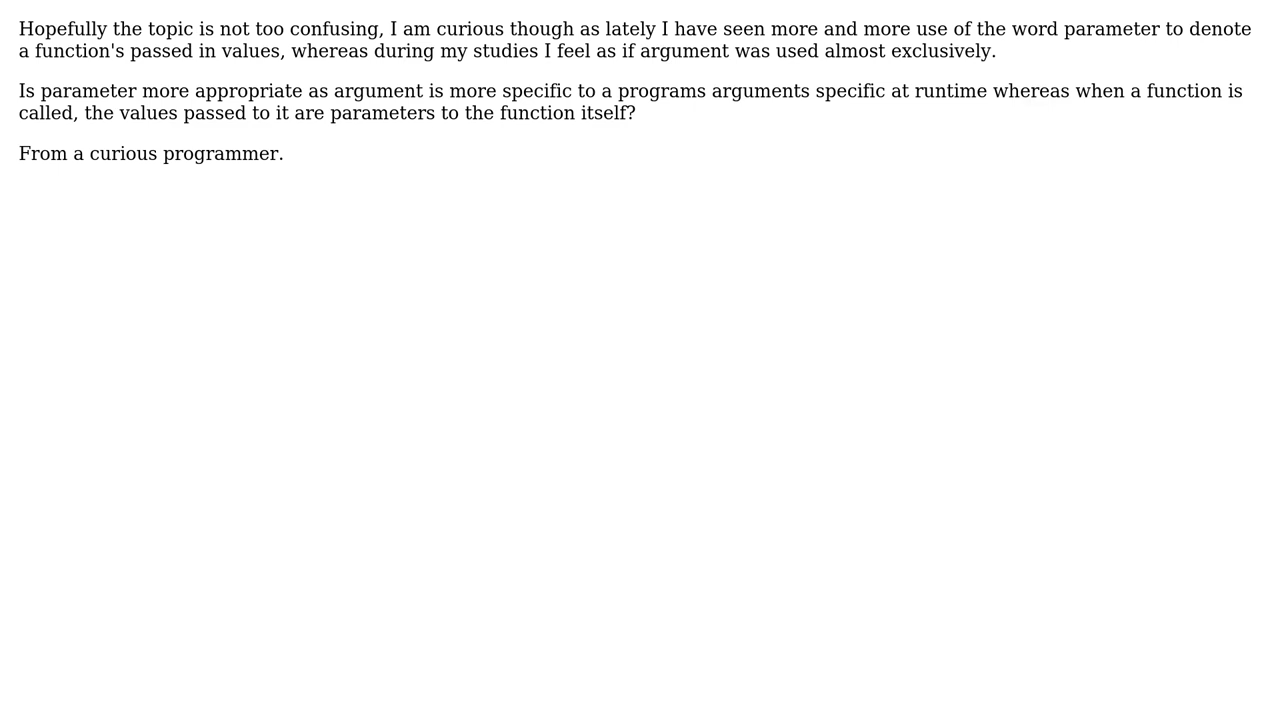 Hopefully the topic is not too confusing, I am curious though as lately I have seen more and more use of the word parameter to denote
a function's passed in values, whereas during my studies I feel as if argument was used almost exclusively.
Is parameter more appropriate as argument is more specific to a programs arguments specific at runtime whereas when a function is
called, the values passed to it are parameters to the function itself?
From a curious programmer.